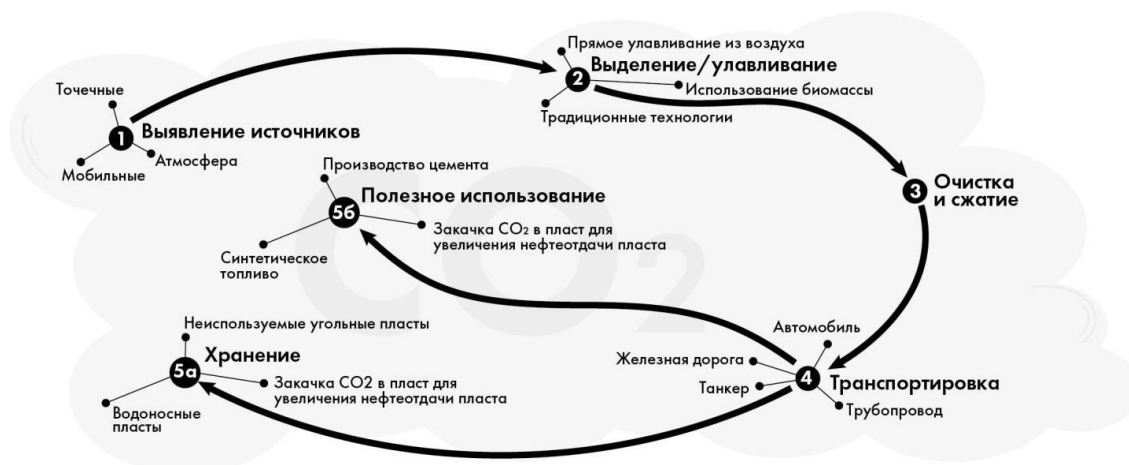 Прямое улавливание из воздуха
2
Выделение/улавливание
Использование биомассы
Традиционные технологии
Точечные
1
Выявление источников
Атмосфера
Мобильные
3
Очистка
и сжатие
Производство цемента
5б
Полезное использование
Закачка CO₂ в пласт для
увеличения нефтеотдачи пласта
Синтетическое
топливо
CO₂
Неиспользуемые угольные пласты
5а
Хранение
Закачка CO2 в пласт для
увеличения нефтеотдачи пласта
Водоносные
пласты
Автомобиль
Железная дорога
4
Транспортировка
Танкер
Трубопровод